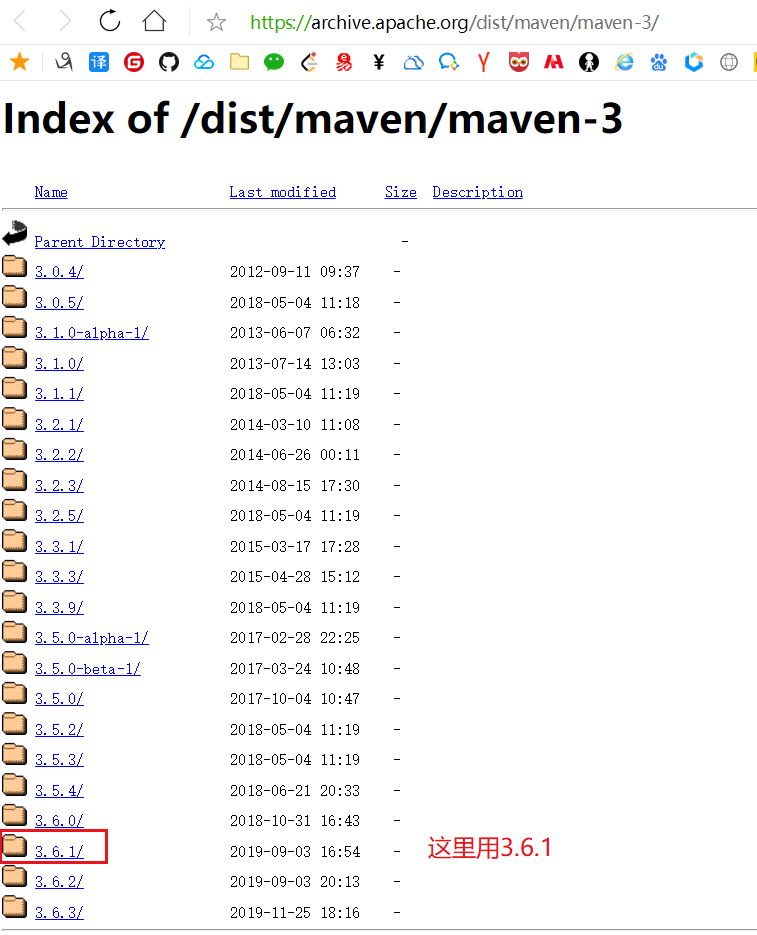 https://archive.apache.org/dist/maven/maven-3/
译
Index of /dist/maven/maven-3
Name Last modified Size Description
Parent Directory -
3.0.4/ 2012-09-11 09:37 -
3.0.5/ 2018-05-04 11:18 -
3.1.0-alpha-1/ 2013-06-07 06:32 -
3.1.0/ 2013-07-14 13:03 -
3.1.1/ 2018-05-04 11:19 -
3.2.1/ 2014-03-10 11:08 -
3.2.2/ 2014-06-26 00:11 -
3.2.3/ 2014-08-15 17:30 -
3.2.5/ 2018-05-04 11:19 -
3.3.1/ 2015-03-17 17:28 -
3.3.3/ 2015-04-28 15:12 -
3.3.9/ 2018-05-04 11:19 -
3.5.0-alpha-1/ 2017-02-28 22:25 -
3.5.0-beta-1/ 2017-03-24 10:48 -
3.5.0/ 2017-10-04 10:47 -
3.5.2/ 2018-05-04 11:19 -
3.5.3/ 2018-05-04 11:19 -
3.5.4/ 2018-06-21 20:33 -
3.6.0/ 2018-10-31 16:43 -
3.6.1/ 2019-09-03 16:54 - 这里用3.6.1
3.6.2/ 2019-09-03 20:13 -
3.6.3/ 2019-11-25 18:16 -